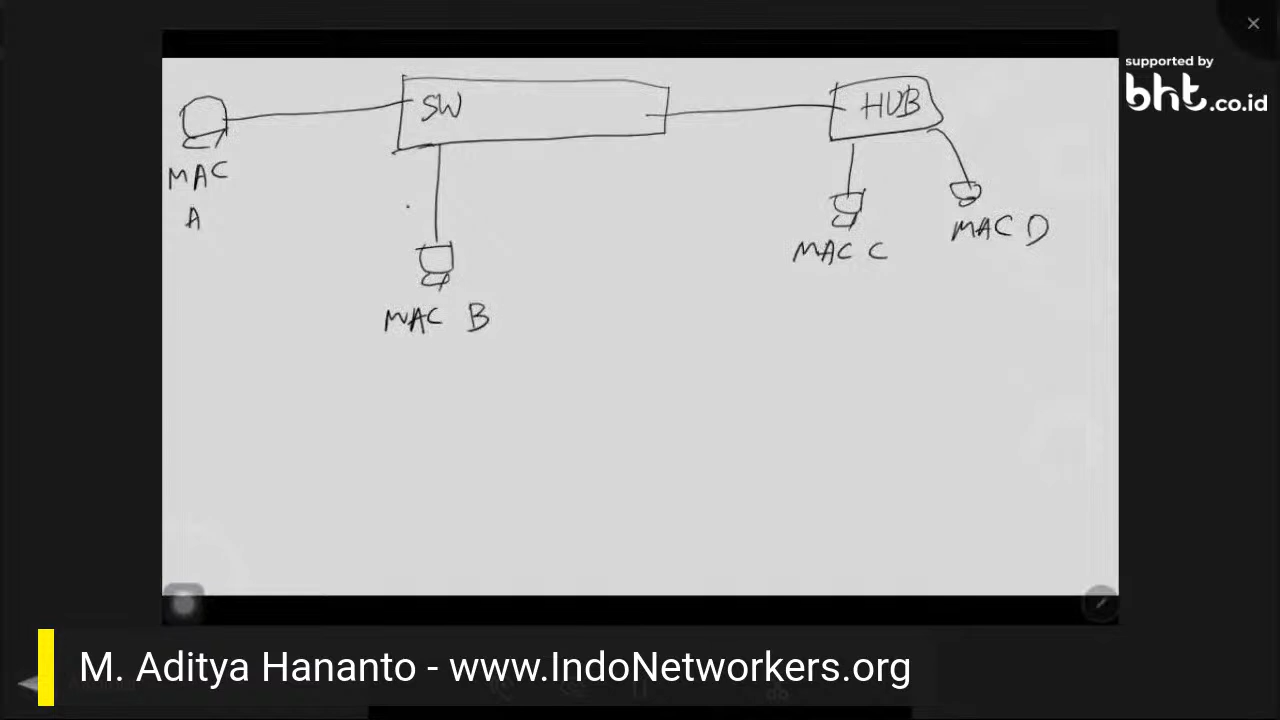 supported by
bht.co.id
SW
HUB
MAC
A
MAC B
MAC C
MAC D
M. Aditya Hananto - www.IndoNetworkers.org